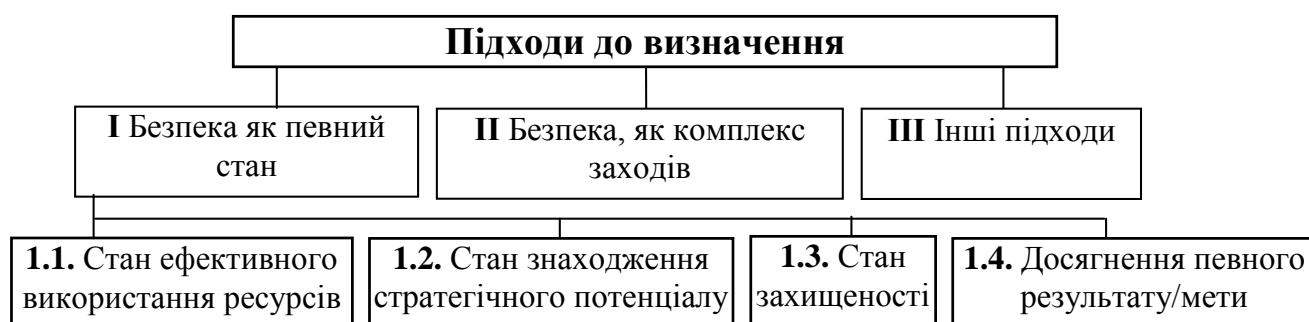 Підходи до визначення
I Безпека як певний
стан
II Безпека, як комплекс
заходів
III Інші підходи
1.1. Стан ефективного
використання ресурсів
1.2. Стан знаходження
стратегічного потенціалу
1.3. Стан
захищеності
1.4. Досягнення певного
результату/мети